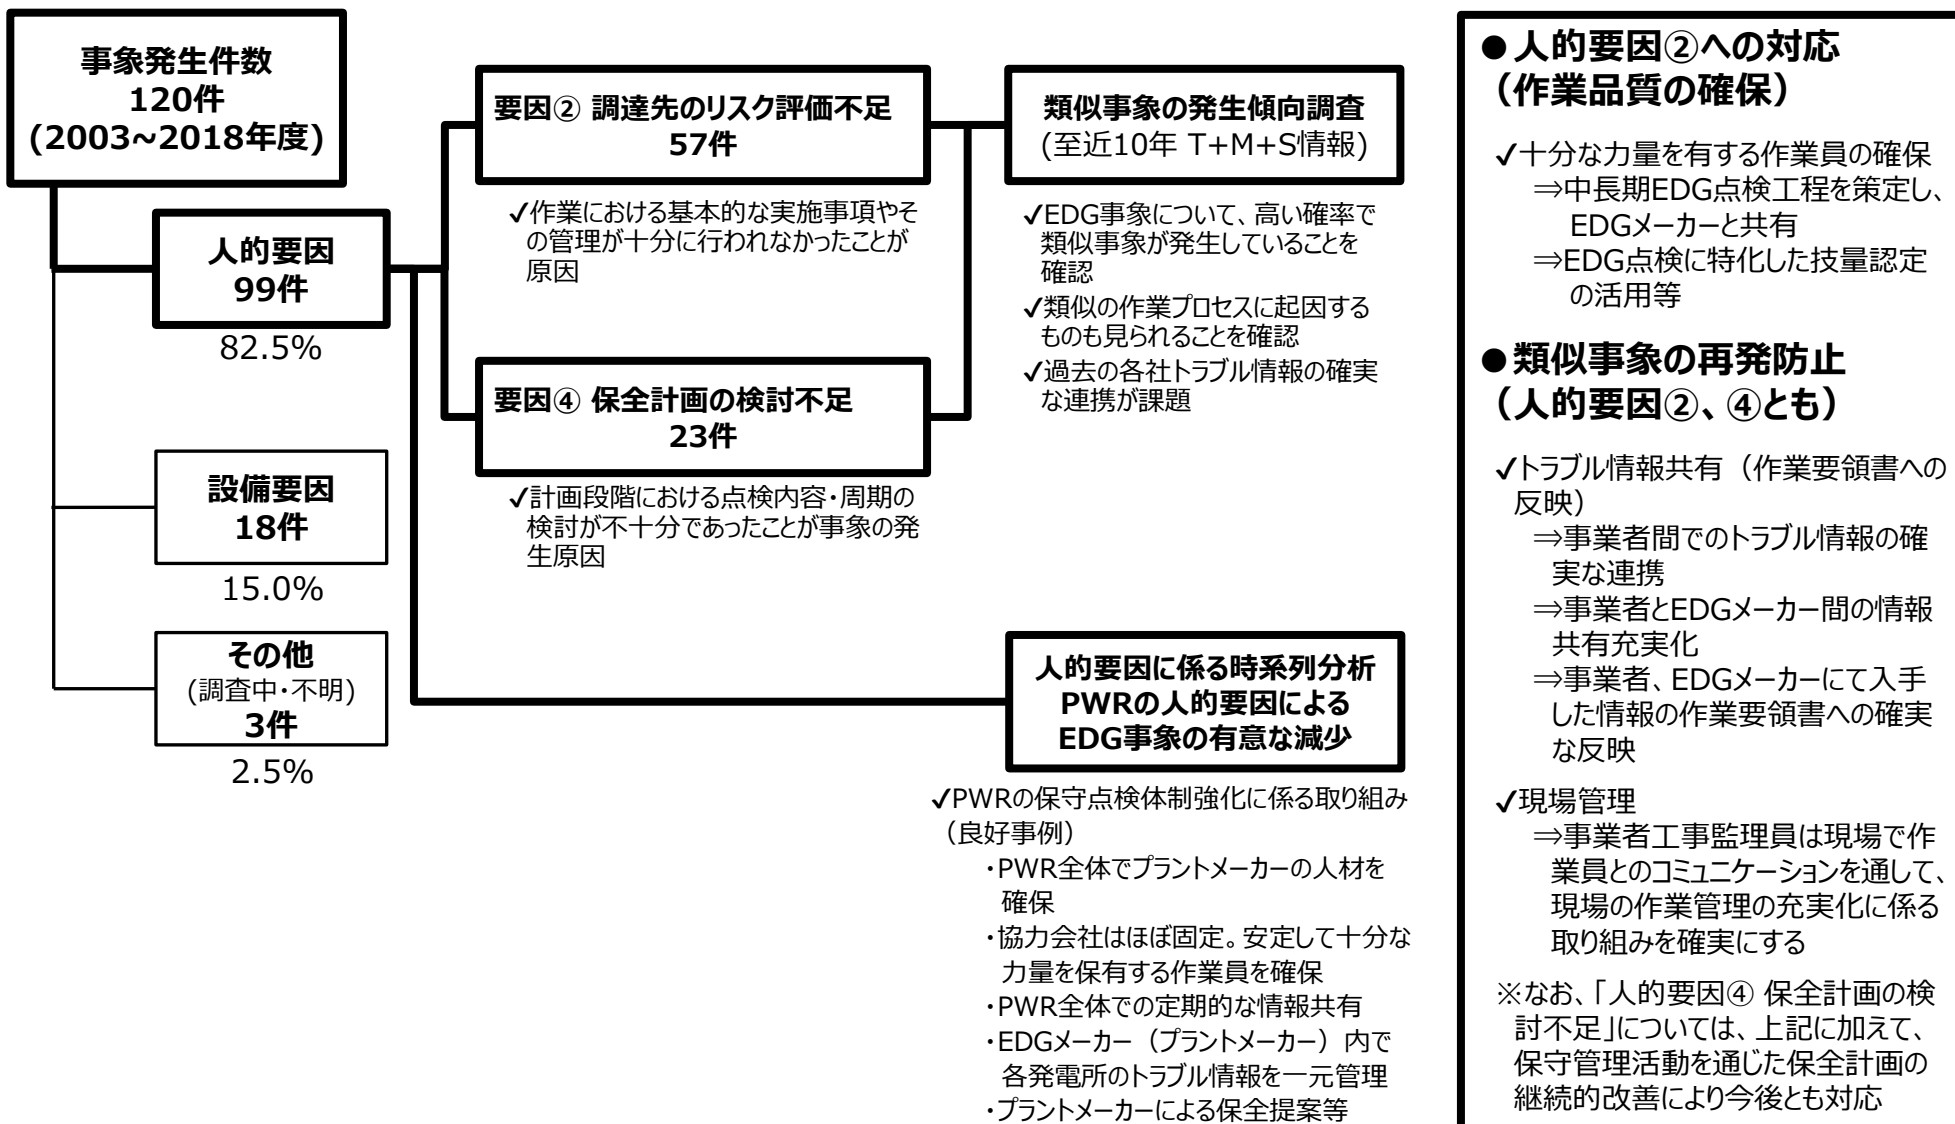 事象発生件数
120件
(2003~2018年度)
人的要因
99件
82.5%
設備要因
18件
15.0%
その他
(調査中・不明)
3件
2.5%
要因② 調達先のリスク評価不足
57件
✓作業における基本的な実施事項やそ
の管理が十分に行われなかったことが
原因
要因④ 保全計画の検討不足
23件
✓計画段階における点検内容・周期の
検討が不十分であったことが事象の発
生原因
類似事象の発生傾向調査
(至近10年 T+M+S情報)
✓EDG事象について、高い確率で
類似事象が発生していることを
確認
✓類似の作業プロセスに起因する
ものも見られることを確認
✓過去の各社トラブル情報の確実
な連携が課題
人的要因に係る時系列分析
PWRの人的要因による
EDG事象の有意な減少
✓PWRの保守点検体制強化に係る取り組み
（良好事例）
・PWR全体でプラントメーカーの人材を
確保
・協力会社はほぼ固定。安定して十分な
力量を保有する作業員を確保
・PWR全体での定期的な情報共有
・EDGメーカー（プラントメーカー）内で
各発電所のトラブル情報を一元管理
・プラントメーカーによる保全提案等
●人的要因②への対応
（作業品質の確保）
✓十分な力量を有する作業員の確保
⇒中長期EDG点検工程を策定し、
EDGメーカーと共有
⇒EDG点検に特化した技量認定
の活用等
●類似事象の再発防止
（人的要因②、④とも）
✓トラブル情報共有（作業要領書への
反映）
⇒事業者間でのトラブル情報の確
実な連携
⇒事業者とEDGメーカー間の情報
共有充実化
⇒事業者、EDGメーカーにて入手
した情報の作業要領書への確実
な反映
✓現場管理
⇒事業者工事監理員は現場で作
業員とのコミュニケーションを通して、
現場の作業管理の充実化に係る
取り組みを確実にする
※なお、「人的要因④ 保全計画の検
討不足」については、上記に加えて、
保守管理活動を通じた保全計画の
継続的改善により今後とも対応